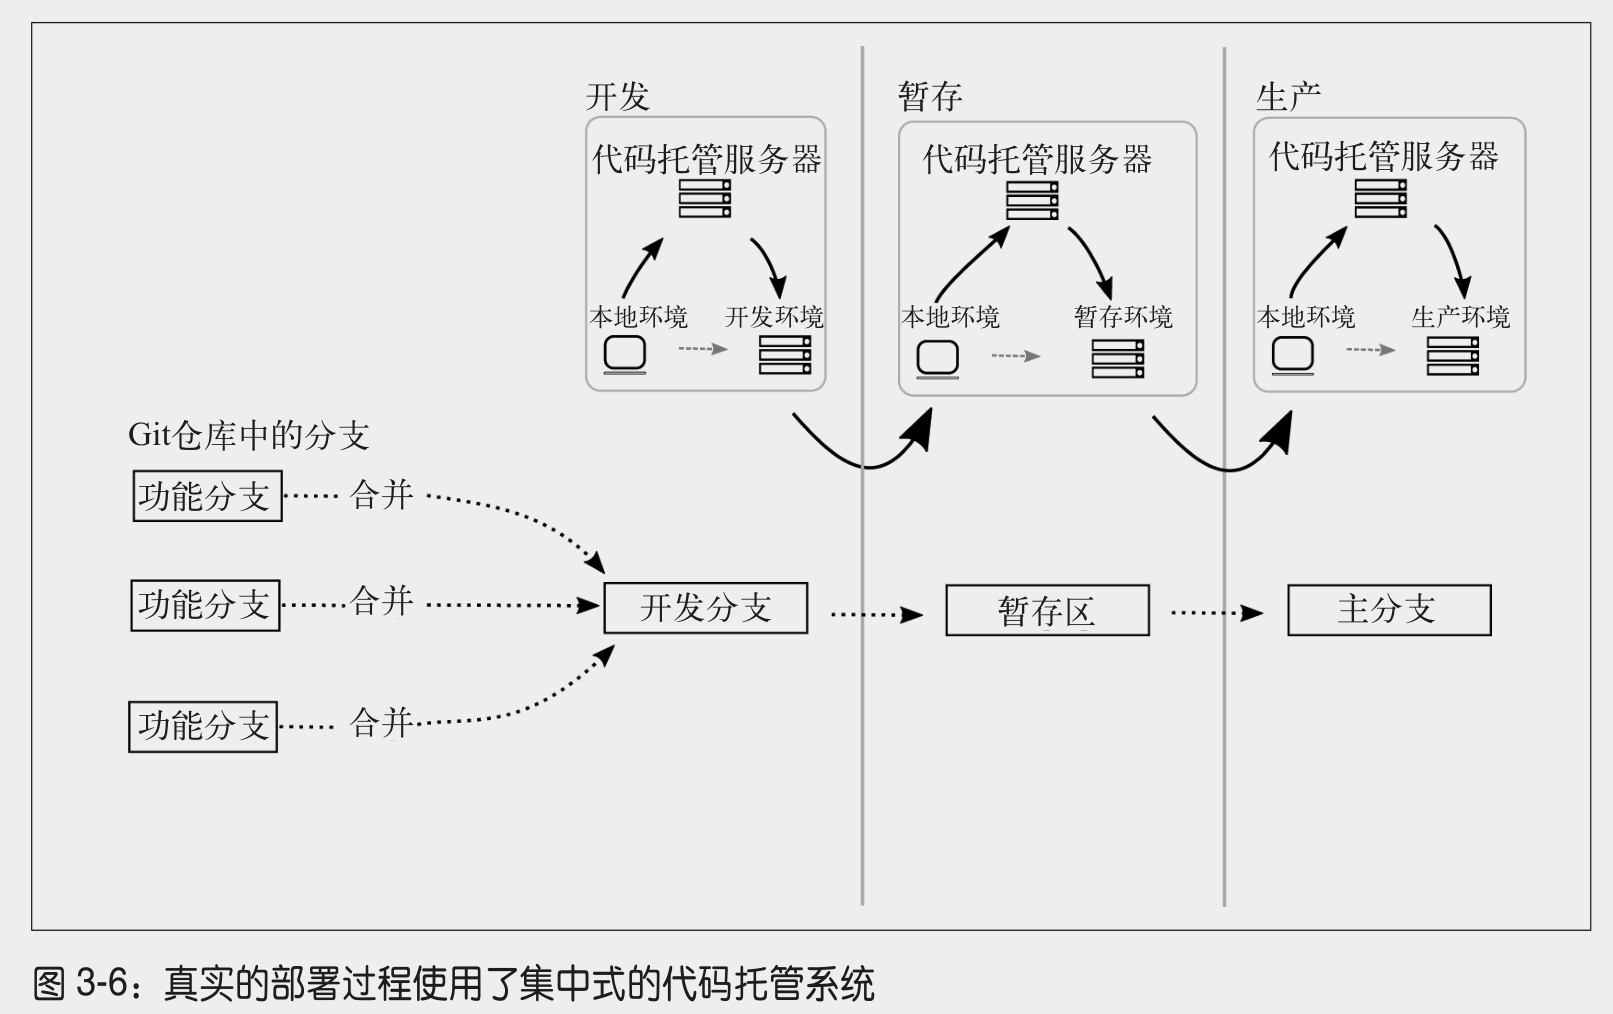 开发
代码托管服务器
本地环境
开发环境
暂存
代码托管服务器
本地环境
暂存环境
生产
代码托管服务器
本地环境
生产环境
Git仓库中的分支
功能分支
合并
功能分支
合并
功能分支
合并
开发分支
暂存区
主分支
图 3-6：真实的部署过程使用了集中式的代码托管系统